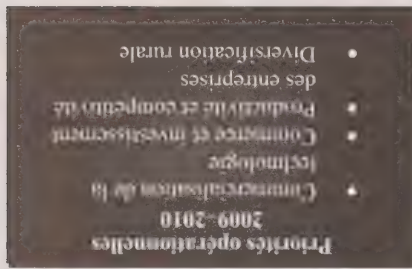 Priorités opérationnelles
2009-2010
• Commercialisation de la
technologie
• Commerce et investissement
• Productivité et compétitivité
des entreprises
• Diversification rurale